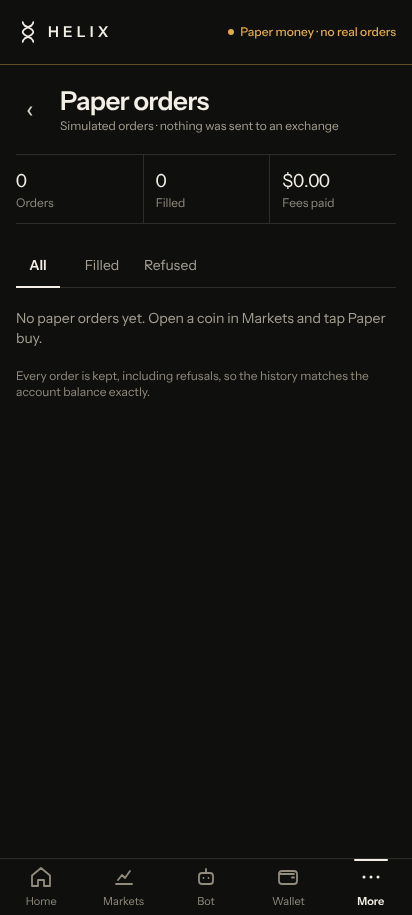 HELIX
Paper money · no real orders
Paper orders
Simulated orders · nothing was sent to an exchange
0
Orders
0
Filled
$0.00
Fees paid
All
Filled
Refused
No paper orders yet. Open a coin in Markets and tap Paper
buy.
Every order is kept, including refusals, so the history matches the
account balance exactly.
Home
Markets
Bot
Wallet
More